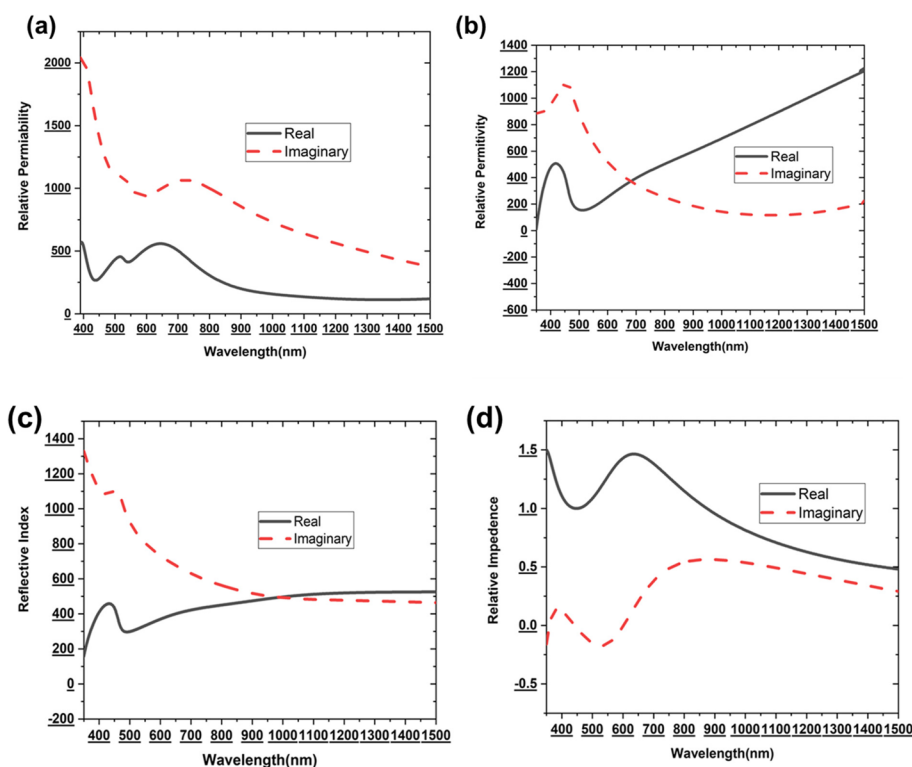 (a)
Relative Permiability
2000
1500
1000
500
0
Real
Imaginary
400 500 600 700 800 900 1000 1100 1200 1300 1400 1500
Wavelength(nm)
(b)
Relative Permitivity
1400
1200
1000
800
600
400
200
0
-200
-400
-600
Real
Imaginary
400 500 600 700 800 900 1000 1100 1200 1300 1400 1500
Wavelength(nm)
(c)
Reflective Index
1400
1200
1000
800
600
400
200
0
-200
Real
Imaginary
400 500 600 700 800 900 1000 1100 1200 1300 1400 1500
Wavelength(nm)
(d)
Relative Impedence
1.5
1.0
0.5
0.0
-0.5
Real
Imaginary
400 500 600 700 800 900 1000 1100 1200 1300 1400 1500
Wavelength(nm)